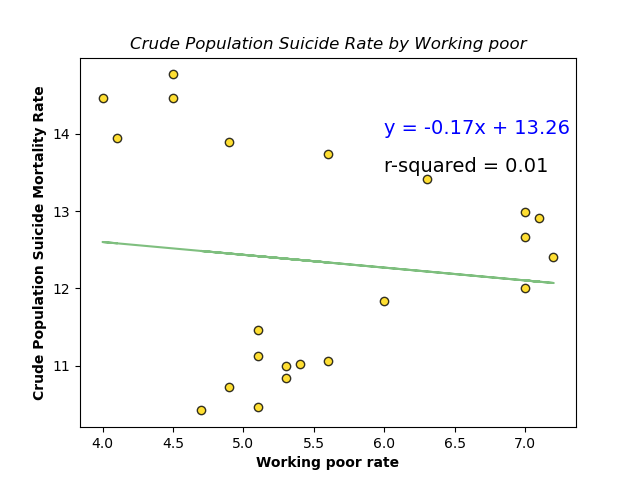 Crude Population Suicide Rate by Working poor
Crude Population Suicide Mortality Rate
14
13
12
11
y = -0.17x + 13.26
r-squared = 0.01
4.0 4.5 5.0 5.5 6.0 6.5 7.0
Working poor rate